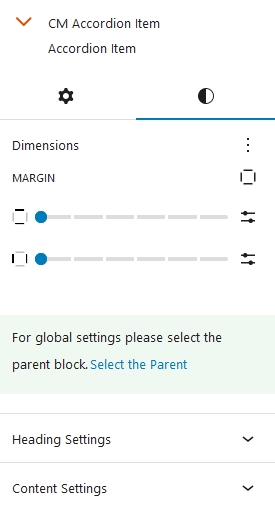 CM Accordion Item
Accordion Item
Dimensions
MARGIN
For global settings please select the
parent block. Select the Parent
Heading Settings
Content Settings